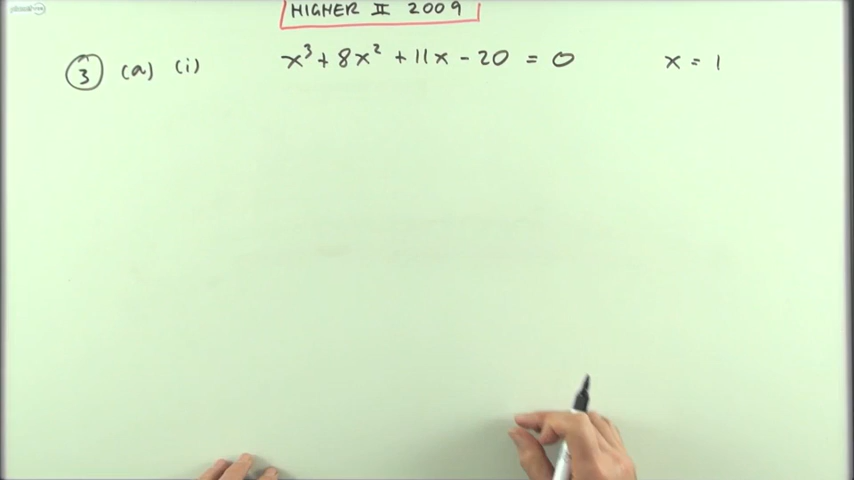 HIGHER II 2009
3 (a) (i) x³ + 8x² + 11x - 20 = 0 x = 1